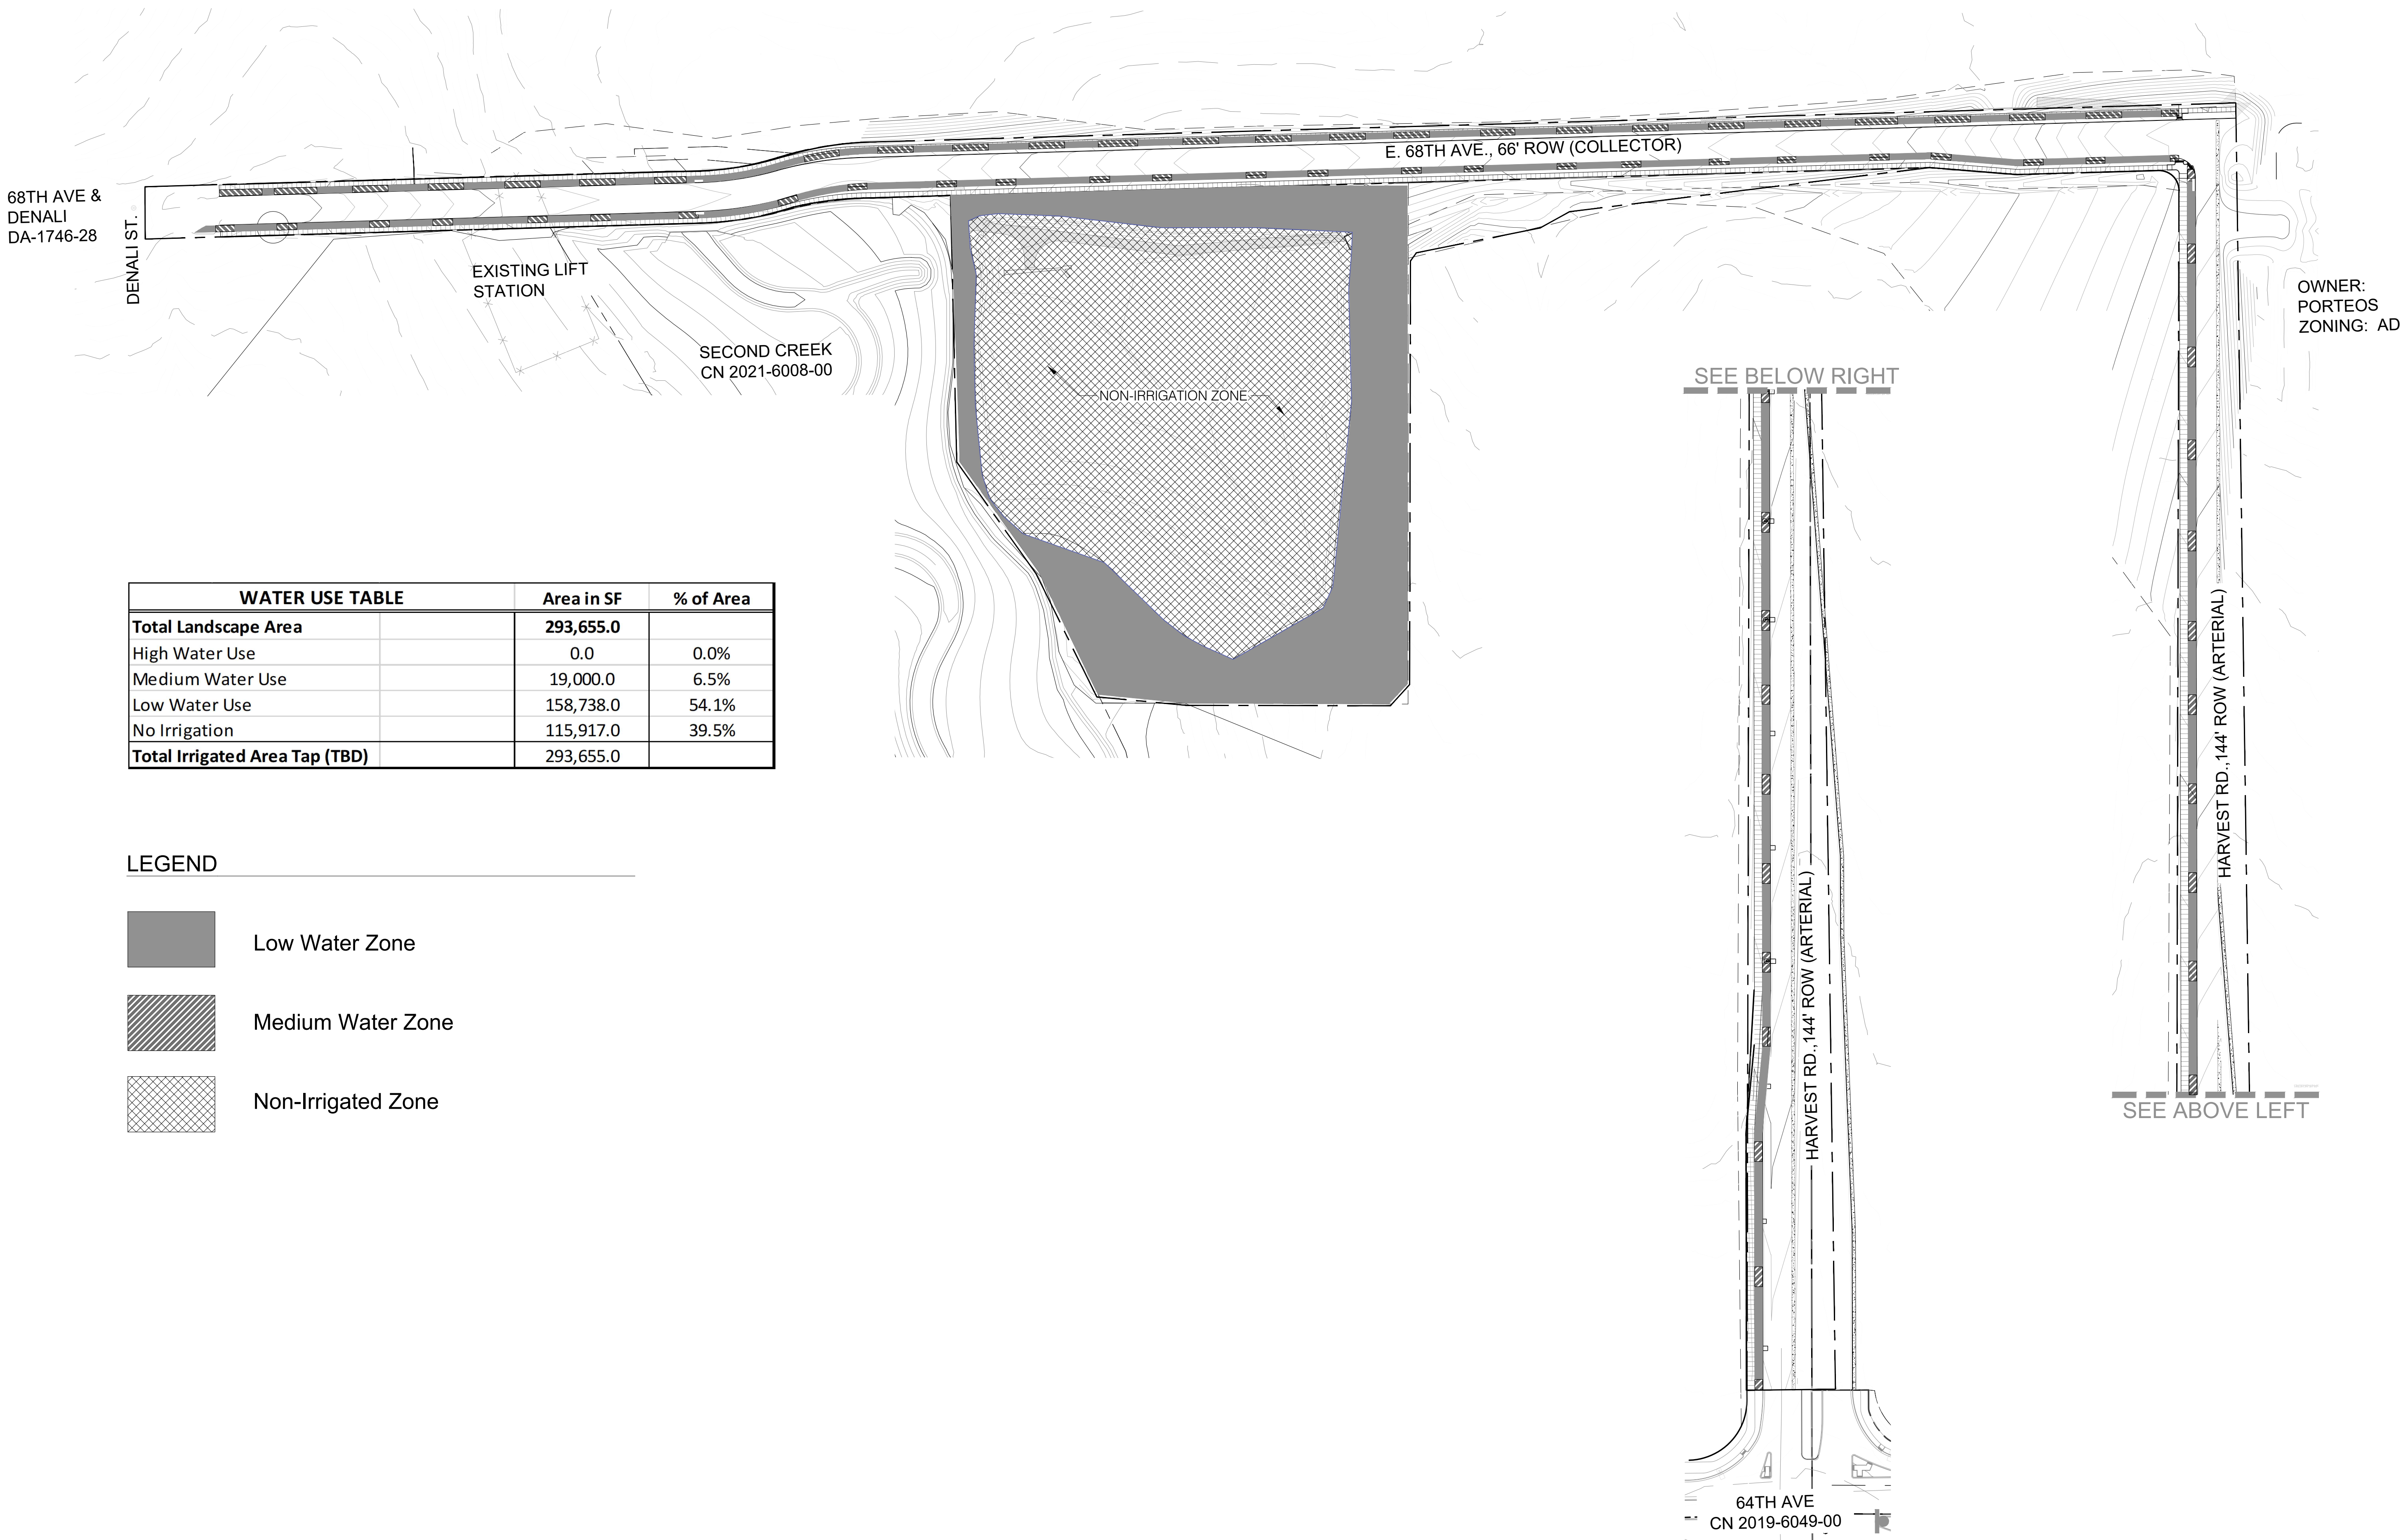 E. 68TH AVE., 66' ROW (COLLECTOR)
68TH AVE &
DENALI
DA-1746-28
DENALI ST.
EXISTING LIFT
STATION
SECOND CREEK
CN 2021-6008-00
NON-IRRIGATION ZONE
OWNER:
PORTEOS
ZONING: AD
SEE BELOW RIGHT
HARVEST RD.,144' ROW (ARTERIAL)
WATER USE TABLE Area in SF % of Area
Total Landscape Area 293,655.0
High Water Use 0.0 0.0%
Medium Water Use 19,000.0 6.5%
Low Water Use 158,738.0 54.1%
No Irrigation 115,917.0 39.5%
Total Irrigated Area Tap (TBD) 293,655.0
LEGEND
Low Water Zone
Medium Water Zone
Non-Irrigated Zone
HARVEST RD.,144' ROW (ARTERIAL)
SEE ABOVE LEFT
64TH AVE
CN 2019-6049-00